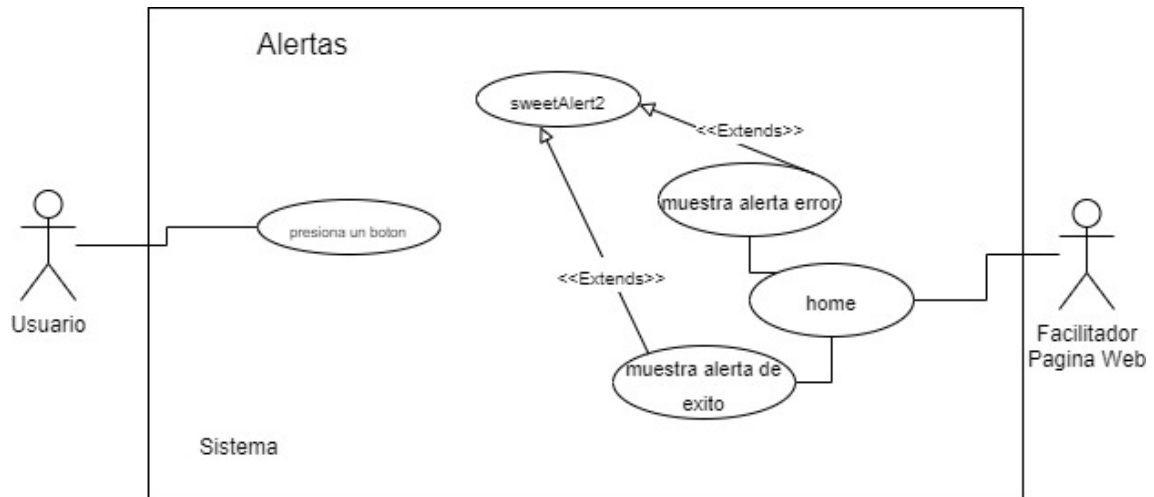 Alertas
sweetAlert2
<<Extends>>
muestra alerta error
presiona un boton
<<Extends>>
home
Usuario
Facilitador
Pagina Web
muestra alerta de
exito
Sistema